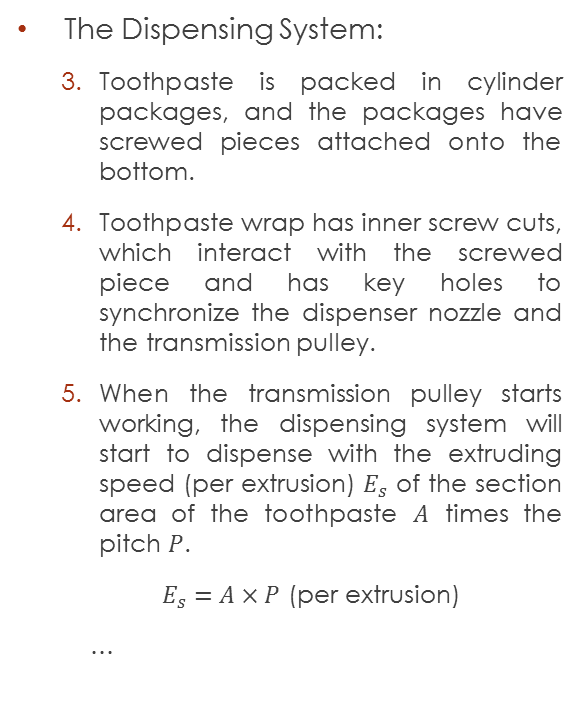 • The Dispensing System:
3. Toothpaste is packed in cylinder
packages, and the packages have
screwed pieces attached onto the
bottom.
4. Toothpaste wrap has inner screw cuts,
which interact with the screwed
piece and has key holes to
synchronize the dispenser nozzle and
the transmission pulley.
5. When the transmission pulley starts
working, the dispensing system will
start to dispense with the extruding
speed (per extrusion) Eₛ of the section
area of the toothpaste A times the
pitch P.
Eₛ = A × P (per extrusion)
…